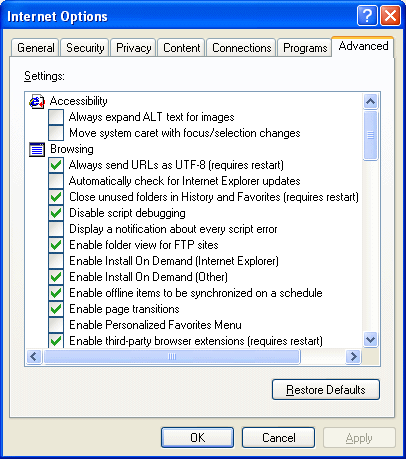 Internet Options
General Security Privacy Content Connections Programs Advanced
Settings:
Accessibility
Always expand ALT text for images
Move system caret with focus/selection changes
Browsing
Always send URLs as UTF-8 (requires restart)
Automatically check for Internet Explorer updates
Close unused folders in History and Favorites (requires restart)
Disable script debugging
Display a notification about every script error
Enable folder view for FTP sites
Enable Install On Demand (Internet Explorer)
Enable Install On Demand (Other)
Enable offline items to be synchronized on a schedule
Enable page transitions
Enable Personalized Favorites Menu
Enable third-party browser extensions (requires restart)
Restore Defaults
OK Cancel Apply